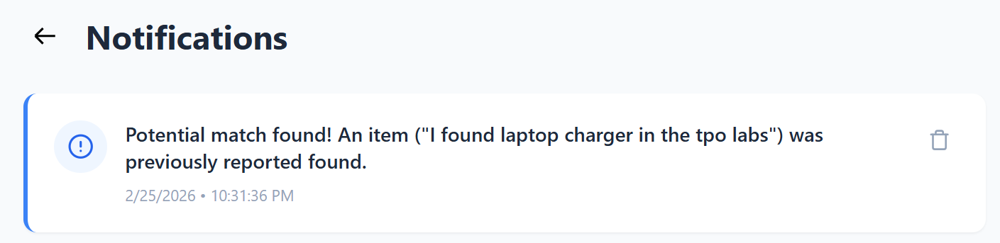 Notifications
Potential match found! An item ("I found laptop charger in the tpo labs") was
previously reported found.
2/25/2026 • 10:31:36 PM